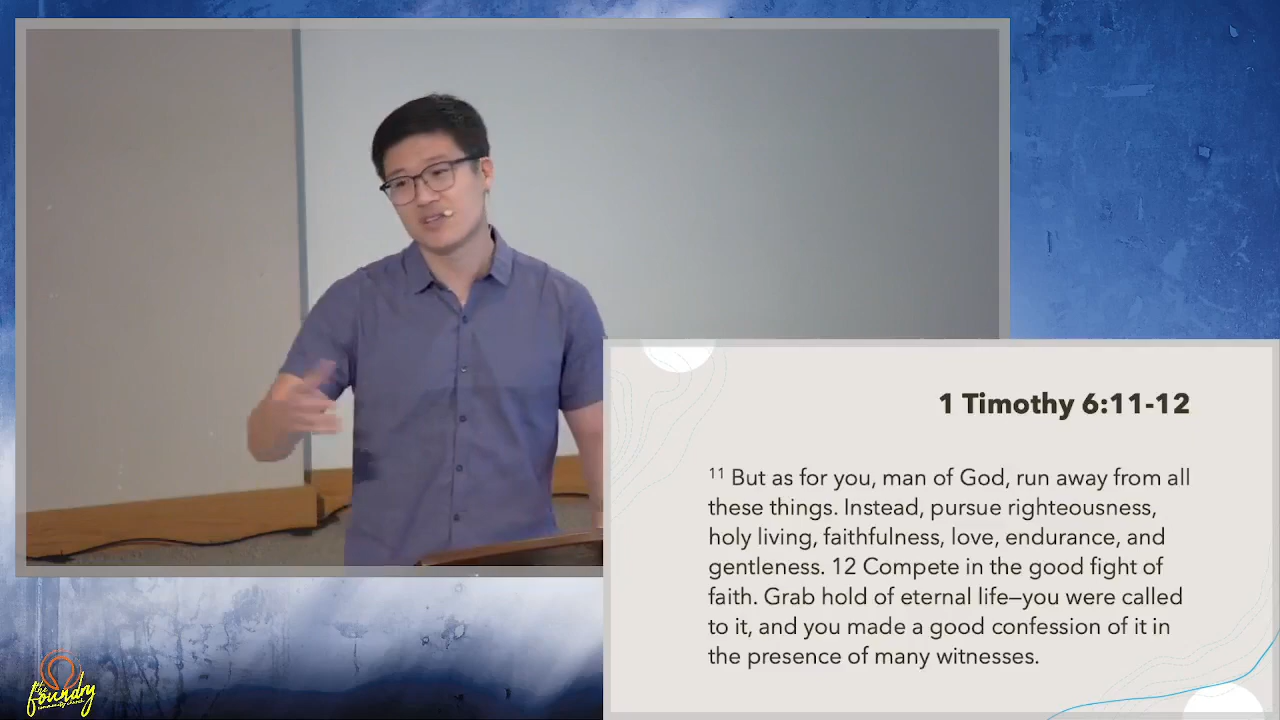 1 Timothy 6:11-12
11 But as for you, man of God, run away from all
these things. Instead, pursue righteousness,
holy living, faithfulness, love, endurance, and
gentleness. 12 Compete in the good fight of
faith. Grab hold of eternal life—you were called
to it, and you made a good confession of it in
the presence of many witnesses.
the
foundry
community church